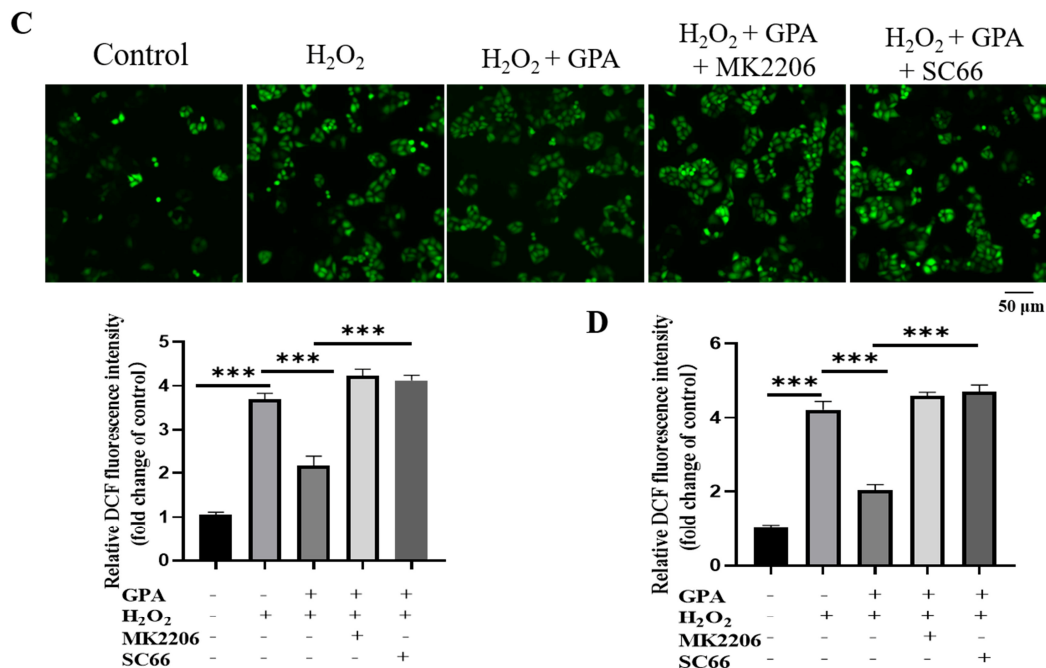 C
Control
H₂O₂
H₂O₂ + GPA
H₂O₂ + GPA
+ MK2206
H₂O₂ + GPA
+ SC66
50 μm
Relative DCF fluorescence intensity
(fold change of control)
5
4
3
2
1
0
*** *** ***
GPA - - + + +
H₂O₂ - + + + +
MK2206 - - - + -
SC66 - - - - +
D
Relative DCF fluorescence intensity
(fold change of control)
6
4
2
0
*** *** ***
GPA - - + + +
H₂O₂ - + + + +
MK2206 - - - + -
SC66 - - - - +